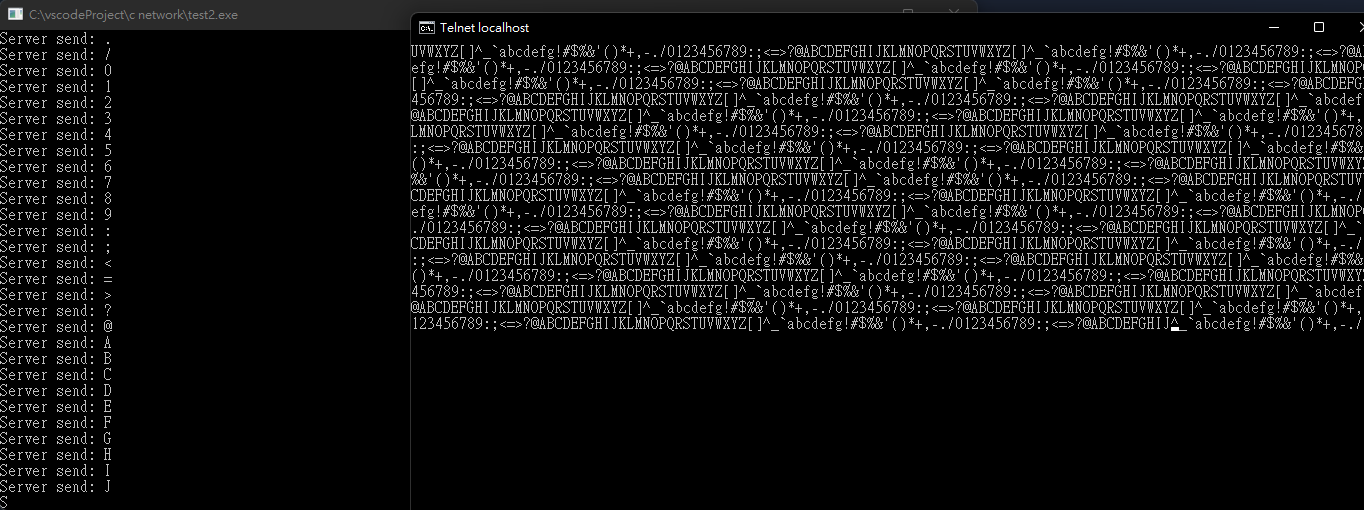 C:\vscodeProject\c network\test2.exe
Server send: .
Server send: /
Server send: 0
Server send: 1
Server send: 2
Server send: 3
Server send: 4
Server send: 5
Server send: 6
Server send: 7
Server send: 8
Server send: 9
Server send: :
Server send: ;
Server send: <
Server send: =
Server send: >
Server send: ?
Server send: @
Server send: A
Server send: B
Server send: C
Server send: D
Server send: E
Server send: F
Server send: G
Server send: H
Server send: I
Server send: J
S
Telnet localhost
UVWXYZ[]^_`abcdefg!#$%&'()*+,-./0123456789:;<=>?@ABCDEFGHIJKLMNOPQRSTUVWXYZ[]^_`abcdefg!#$%&'()*+,-./0123456789:;<=>?@A
efg!#$%&'()*+,-./0123456789:;<=>?@ABCDEFGHIJKLMNOPQRSTUVWXYZ[]^_`abcdefg!#$%&'()*+,-./0123456789:;<=>?@ABCDEFGHIJKLMNOP
[]^_`abcdefg!#$%&'()*+,-./0123456789:;<=>?@ABCDEFGHIJKLMNOPQRSTUVWXYZ[]^_`abcdefg!#$%&'()*+,-./0123456789:;<=>?@ABCDEFG
456789:;<=>?@ABCDEFGHIJKLMNOPQRSTUVWXYZ[]^_`abcdefg!#$%&'()*+,-./0123456789:;<=>?@ABCDEFGHIJKLMNOPQRSTUVWXYZ[]^_`abcdef
@ABCDEFGHIJKLMNOPQRSTUVWXYZ[]^_`abcdefg!#$%&'()*+,-./0123456789:;<=>?@ABCDEFGHIJKLMNOPQRSTUVWXYZ[]^_`abcdefg!#$%&'()*+,
LMNOPQRSTUVWXYZ[]^_`abcdefg!#$%&'()*+,-./0123456789:;<=>?@ABCDEFGHIJKLMNOPQRSTUVWXYZ[]^_`abcdefg!#$%&'()*+,-./012345678
:;<=>?@ABCDEFGHIJKLMNOPQRSTUVWXYZ[]^_`abcdefg!#$%&'()*+,-./0123456789:;<=>?@ABCDEFGHIJKLMNOPQRSTUVWXYZ[]^_`abcdefg!#$%&
()*+,-./0123456789:;<=>?@ABCDEFGHIJKLMNOPQRSTUVWXYZ[]^_`abcdefg!#$%&'()*+,-./0123456789:;<=>?@ABCDEFGHIJKLMNOPQRSTUVWXY
%&'()*+,-./0123456789:;<=>?@ABCDEFGHIJKLMNOPQRSTUVWXYZ[]^_`abcdefg!#$%&'()*+,-./0123456789:;<=>?@ABCDEFGHIJKLMNOPQRSTUV
CDEFGHIJKLMNOPQRSTUVWXYZ[]^_`abcdefg!#$%&'()*+,-./0123456789:;<=>?@ABCDEFGHIJKLMNOPQRSTUVWXYZ[]^_`abcdefg!#$%&'()*+,-./
efg!#$%&'()*+,-./0123456789:;<=>?@ABCDEFGHIJKLMNOPQRSTUVWXYZ[]^_`abcdefg!#$%&'()*+,-./0123456789:;<=>?@ABCDEFGHIJKLMNOP
./0123456789:;<=>?@ABCDEFGHIJKLMNOPQRSTUVWXYZ[]^_`abcdefg!#$%&'()*+,-./0123456789:;<=>?@ABCDEFGHIJKLMNOPQRSTUVWXYZ[]^_`
CDEFGHIJKLMNOPQRSTUVWXYZ[]^_`abcdefg!#$%&'()*+,-./0123456789:;<=>?@ABCDEFGHIJKLMNOPQRSTUVWXYZ[]^_`abcdefg!#$%&'()*+,-./
:;<=>?@ABCDEFGHIJKLMNOPQRSTUVWXYZ[]^_`abcdefg!#$%&'()*+,-./0123456789:;<=>?@ABCDEFGHIJKLMNOPQRSTUVWXYZ[]^_`abcdefg!#$%&
()*+,-./0123456789:;<=>?@ABCDEFGHIJKLMNOPQRSTUVWXYZ[]^_`abcdefg!#$%&'()*+,-./0123456789:;<=>?@ABCDEFGHIJKLMNOPQRSTUVWXY
456789:;<=>?@ABCDEFGHIJKLMNOPQRSTUVWXYZ[]^_`abcdefg!#$%&'()*+,-./0123456789:;<=>?@ABCDEFGHIJKLMNOPQRSTUVWXYZ[]^_`abcdef
@ABCDEFGHIJKLMNOPQRSTUVWXYZ[]^_`abcdefg!#$%&'()*+,-./0123456789:;<=>?@ABCDEFGHIJKLMNOPQRSTUVWXYZ[]^_`abcdefg!#$%&'()*+,
123456789:;<=>?@ABCDEFGHIJKLMNOPQRSTUVWXYZ[]^_`abcdefg!#$%&'()*+,-./0123456789:;<=>?@ABCDEFGHIJ^_`abcdefg!#$%&'()*+,-./